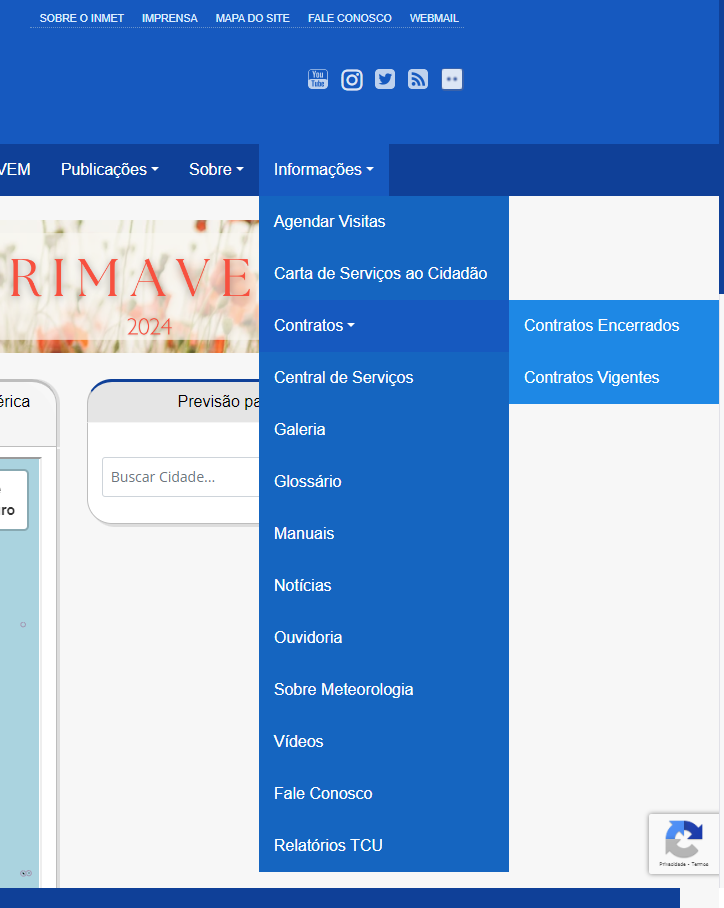 SOBRE O INMET IMPRENSA MAPA DO SITE FALE CONOSCO WEBMAIL
You
Tube
VEM Publicações Sobre Informações
RIMAVE
2024
Agendar Visitas
Carta de Serviços ao Cidadão
Contratos
Contratos Encerrados
Contratos Vigentes
Central de Serviços
Galeria
Glossário
Manuais
Notícias
Ouvidoria
Sobre Meteorologia
Vídeos
Fale Conosco
Relatórios TCU
érica
Previsão pa
Buscar Cidade...
iro
Privacidade - Termos